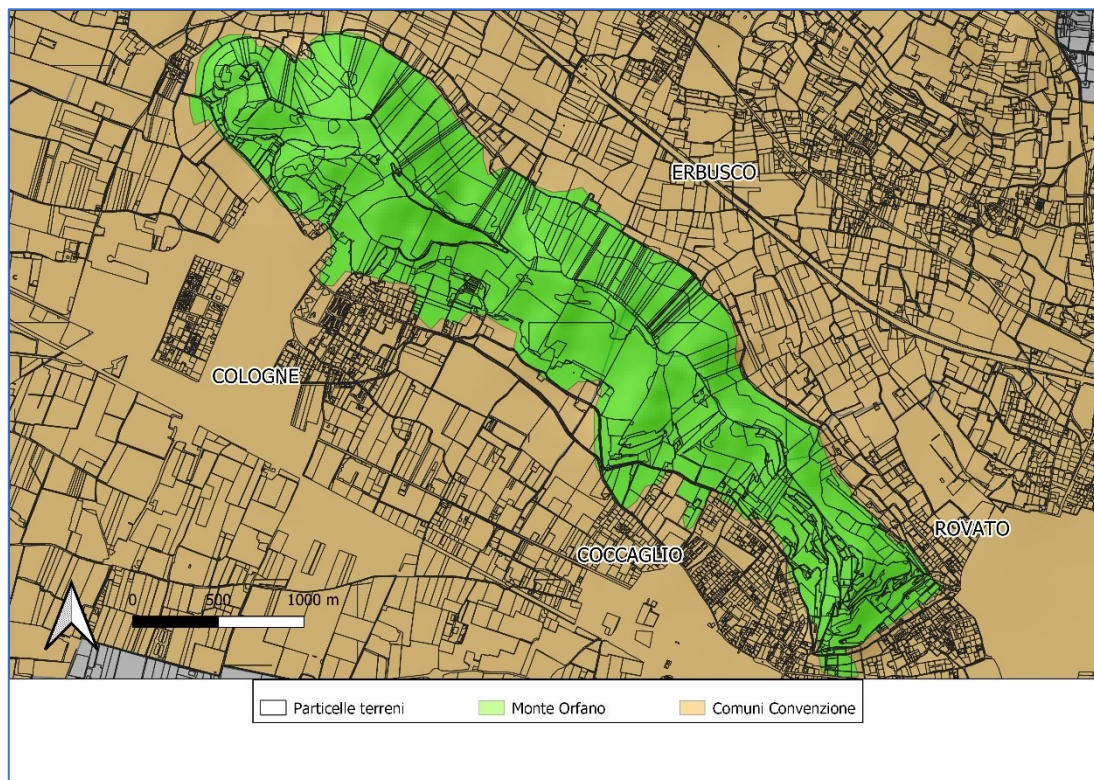 ERBUSCO
COLOGNE
ROVATO
COCCAGLIO
0 500 1000 m
Particelle terreni Monte Orfano Comuni Convenzione